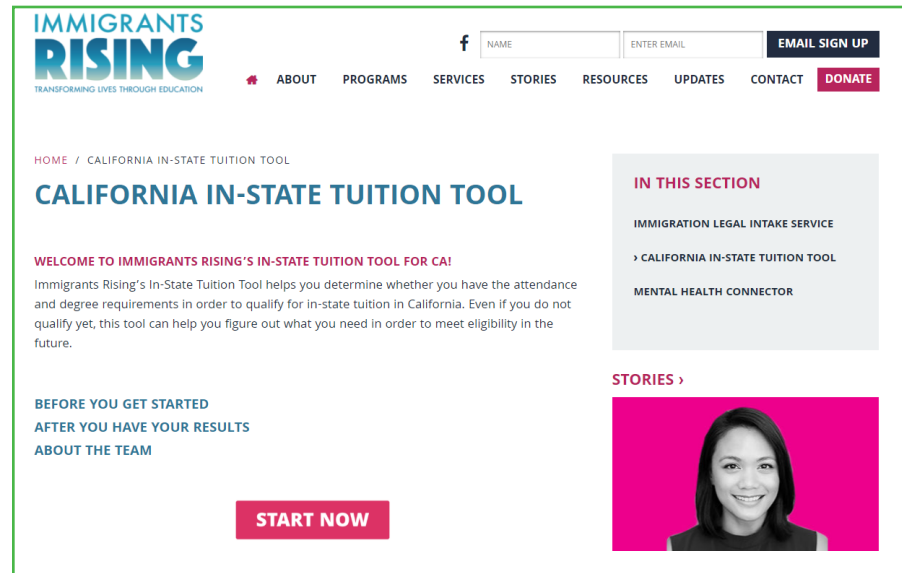 IMMIGRANTS
RISING
TRANSFORMING LIVES THROUGH EDUCATION
f
NAME
ENTER EMAIL
EMAIL SIGN UP
ABOUT
PROGRAMS
SERVICES
STORIES
RESOURCES
UPDATES
CONTACT
DONATE
HOME / CALIFORNIA IN-STATE TUITION TOOL
CALIFORNIA IN-STATE TUITION TOOL
WELCOME TO IMMIGRANTS RISING'S IN-STATE TUITION TOOL FOR CA!
Immigrants Rising's In-State Tuition Tool helps you determine whether you have the attendance
and degree requirements in order to qualify for in-state tuition in California. Even if you do not
qualify yet, this tool can help you figure out what you need in order to meet eligibility in the
future.
BEFORE YOU GET STARTED
AFTER YOU HAVE YOUR RESULTS
ABOUT THE TEAM
START NOW
IN THIS SECTION
IMMIGRATION LEGAL INTAKE SERVICE
› CALIFORNIA IN-STATE TUITION TOOL
MENTAL HEALTH CONNECTOR
STORIES ›